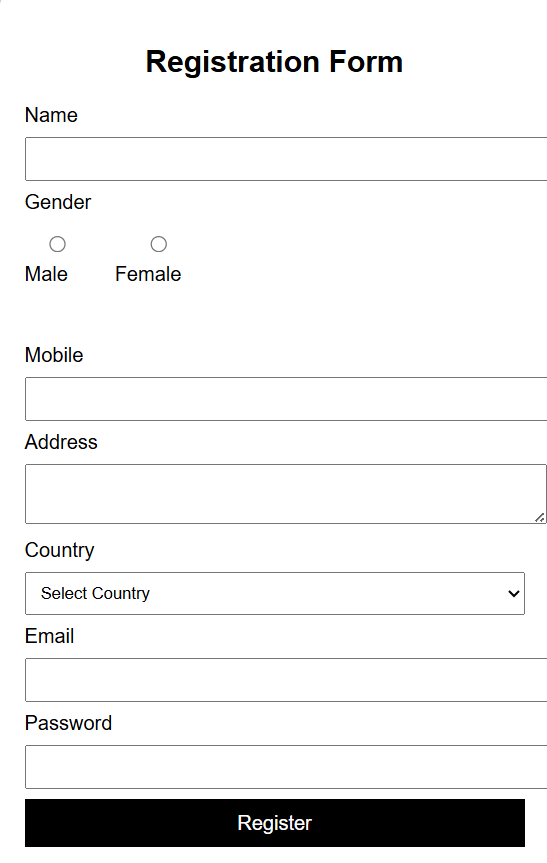 Registration Form
Name
Gender
Male Female
Mobile
Address
Country
Select Country
Email
Password
Register